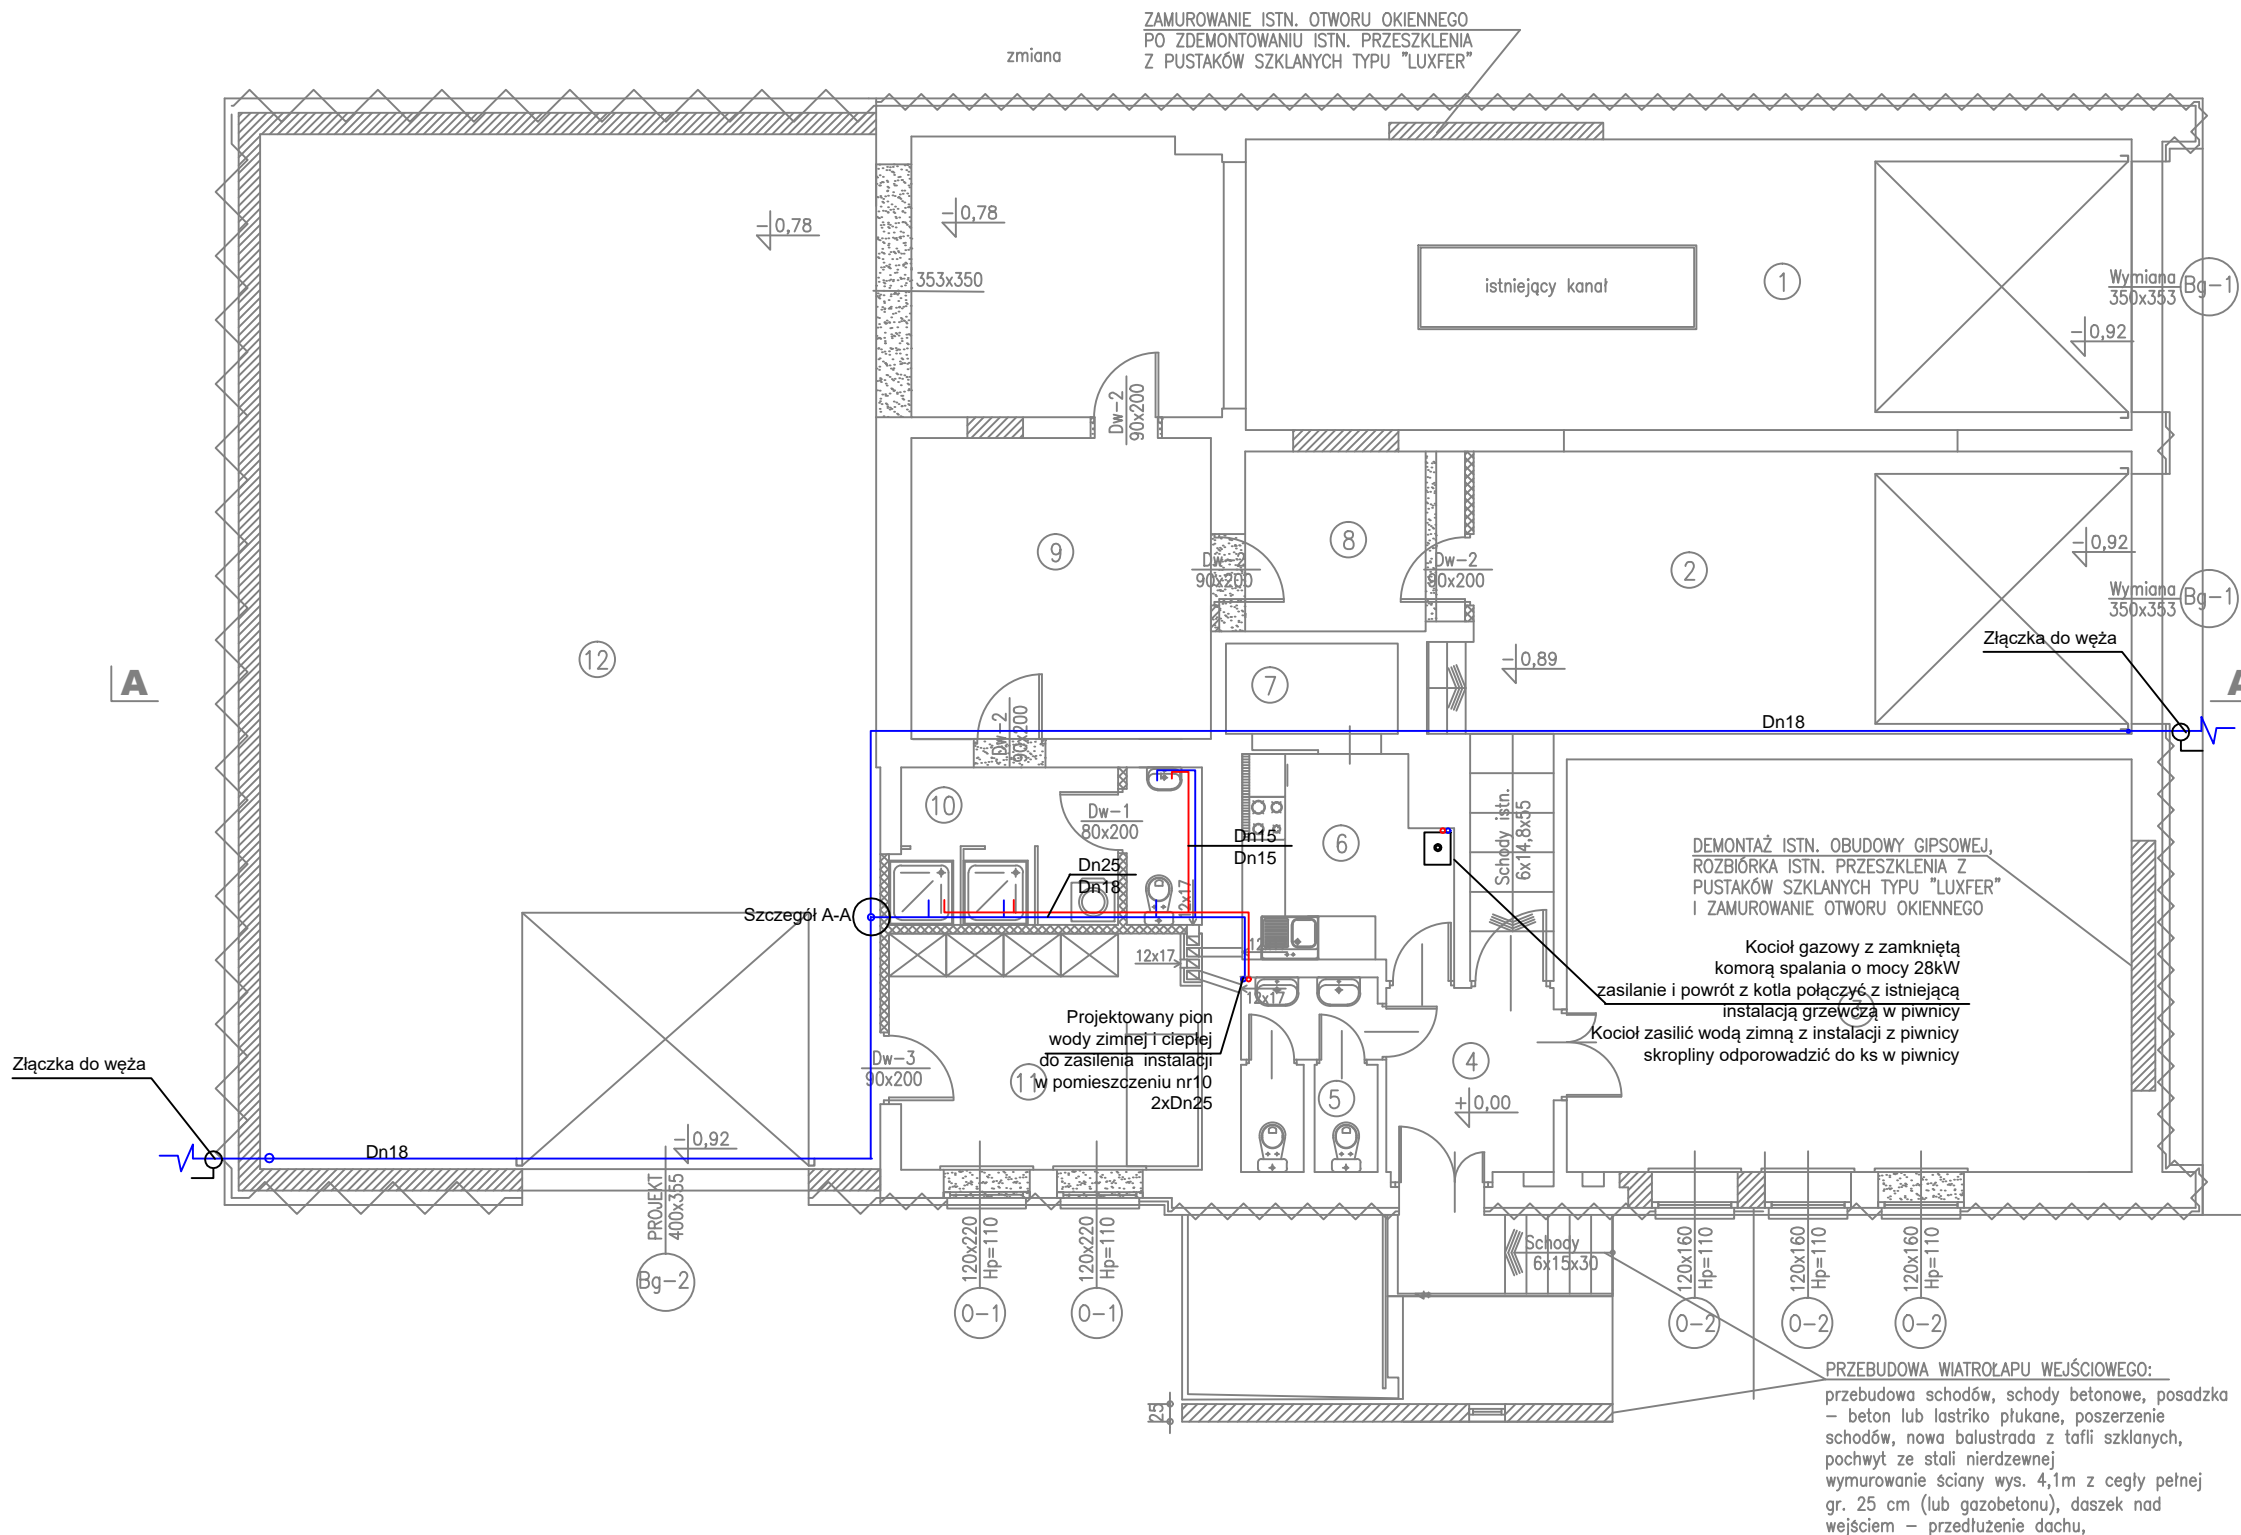 ZAMUROWANIE ISTN. OTWORU OKIENNEGO
PO ZDEMONTOWANIU ISTN. PRZESZKLENIA
Z PUSTAKÓW SZKLANYCH TYPU "LUXFER"
zmiana
-0,78
-0,78
353x350
istniejący kanał
1
Wymiana
350x353
Bg-1
-0,92
Dw-2
90x200
9
8
Dw-2
90x200
Dw-2
90x200
2
-0,92
Wymiana
350x353
Bg-1
Złączka do węża
12
A
A
7
-0,89
Dw-2
90x200
Dn18
10
Dw-1
80x200
Dn15
Dn15
6
Schody istn.
6x14,8x55
DEMONTAŻ ISTN. OBUDOWY GIPSOWEJ,
ROZBIÓRKA ISTN. PRZESZKLENIA Z
PUSTAKÓW SZKLANYCH TYPU "LUXFER"
I ZAMUROWANIE OTWORU OKIENNEGO
Dn25
Dn18
12x17
Szczegół A-A
12x17
12x17
Kocioł gazowy z zamkniętą
komorą spalania o mocy 28kW
zasilanie i powrót z kotla połączyć z istniejącą
instalacją grzewczą w piwnicy
Kocioł zasilić wodą zimną z instalacji z piwnicy
skropliny odporowadzić do ks w piwnicy
3
Projektowany pion
wody zimnej i ciepłej
do zasilenia instalacji
w pomieszczeniu nr10
2xDn25
Złączka do węża
Dw-3
90x200
11
4
5
+0,00
Dn18
-0,92
PROJEKT
400x355
Bg-2
120x220
Hp=110
O-1
120x220
Hp=110
O-1
Schody
6x15x30
120x160
Hp=110
O-2
120x160
Hp=110
O-2
120x160
Hp=110
O-2
25
PRZEBUDOWA WIATROŁAPU WEJŚCIOWEGO:
przebudowa schodów, schody betonowe, posadzka
– beton lub lastriko płukane, poszerzenie
schodów, nowa balustrada z tafli szklanych,
pochwyt ze stali nierdzewnej
wymurowanie ściany wys. 4,1m z cegły pełnej
gr. 25 cm (lub gazobetonu), daszek nad
wejściem – przedłużenie dachu,